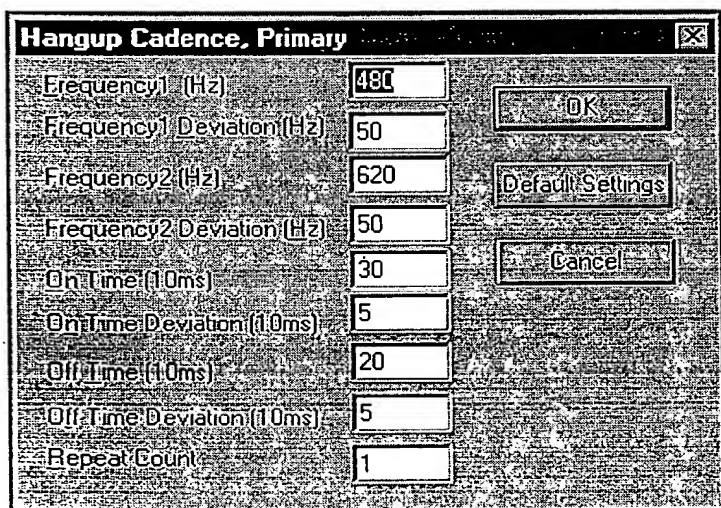 Hangup Cadence, Primary
Frequency1 (Hz) 480
Frequency1 Deviation (Hz) 50
Frequency2 (Hz) 620
Frequency2 Deviation (Hz) 50
On Time (10ms) 30
On Time Deviation (10ms) 5
Off Time (10ms) 20
Off Time Deviation (10ms) 5
Repeat Count 1
OK
Default Settings
Cancel